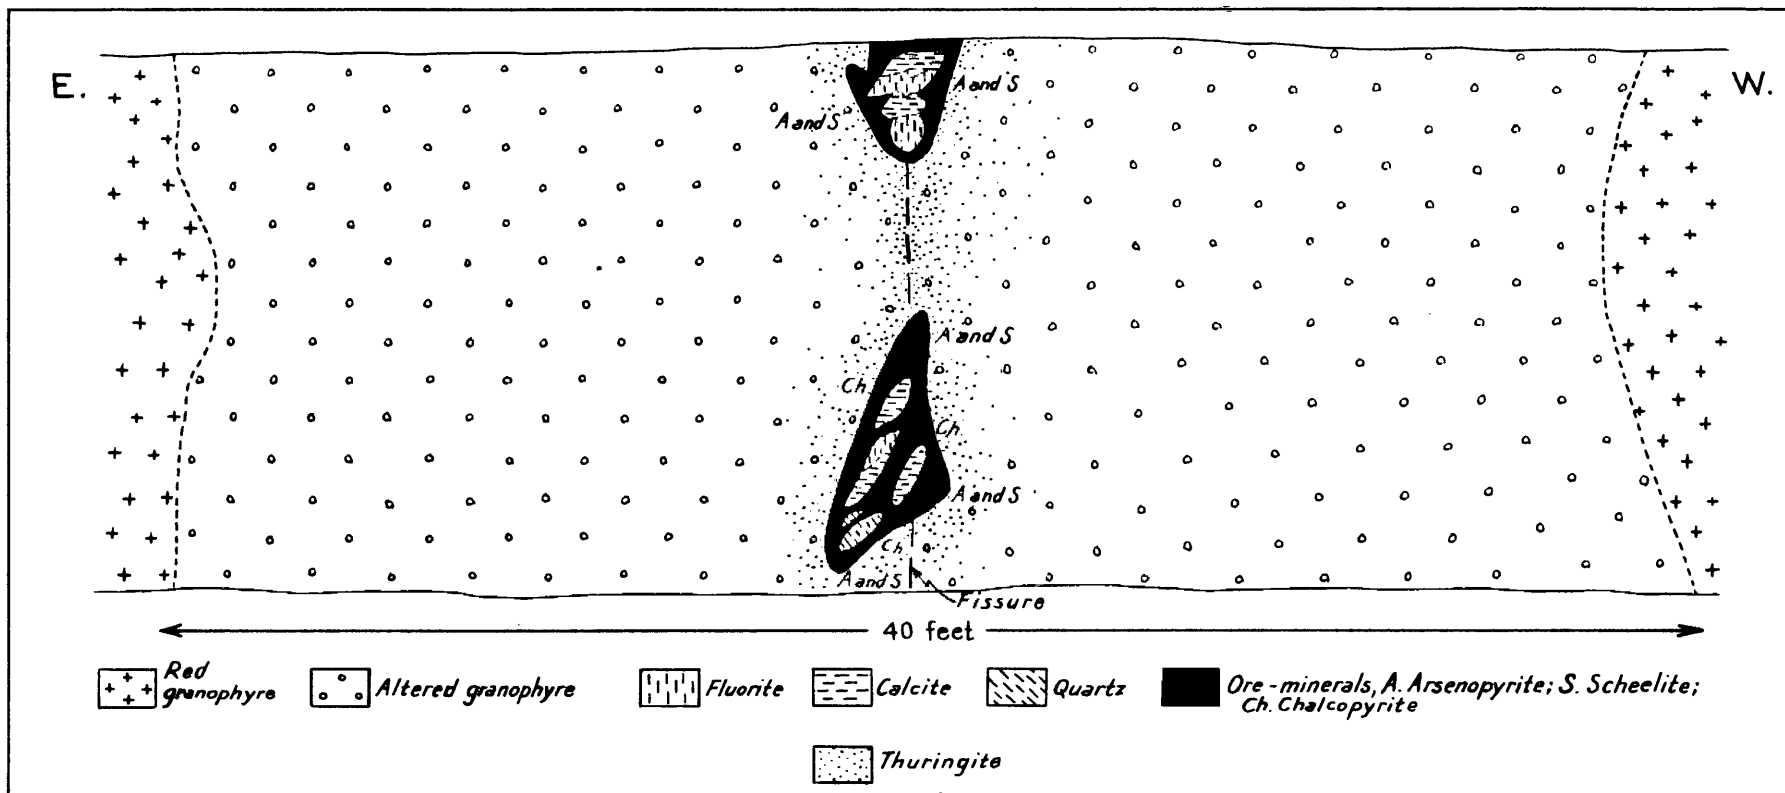 E.
W.
A and S
A and S
A and S
Ch.
Ch.
A and S
Ch.
A and S
Fissure
40 feet
Red
granophyre
Altered granophyre
Fluorite
Calcite
Quartz
Ore-minerals, A. Arsenopyrite; S. Scheelite;
Ch. Chalcopyrite
Thuringite